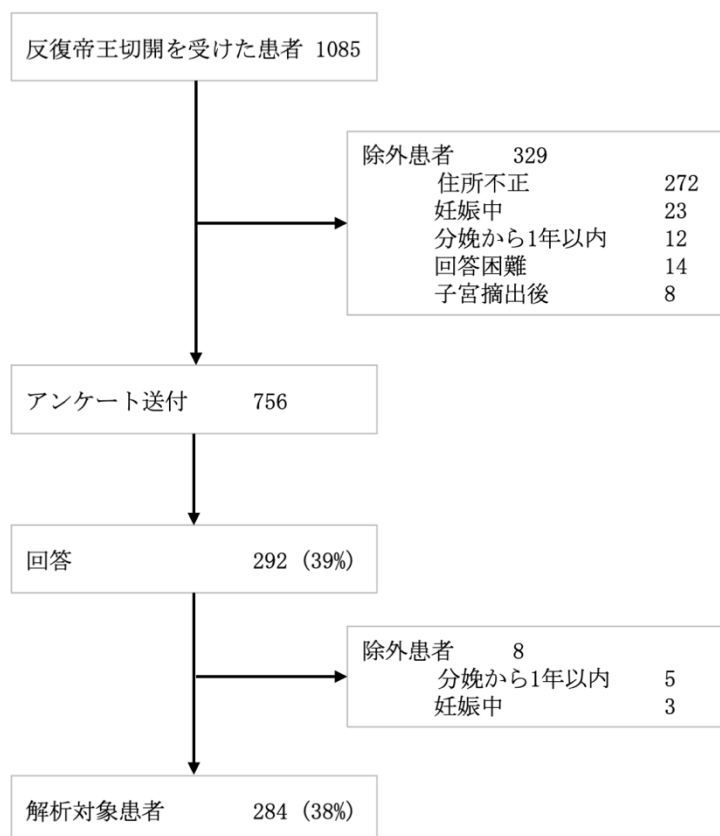 反復帝王切開を受けた患者 1085
除外患者 329
住所不正 272
妊娠中 23
分娩から1年以内 12
回答困難 14
子宮摘出後 8
アンケート送付 756
回答 292 (39%)
除外患者 8
分娩から1年以内 5
妊娠中 3
解析対象患者 284 (38%)